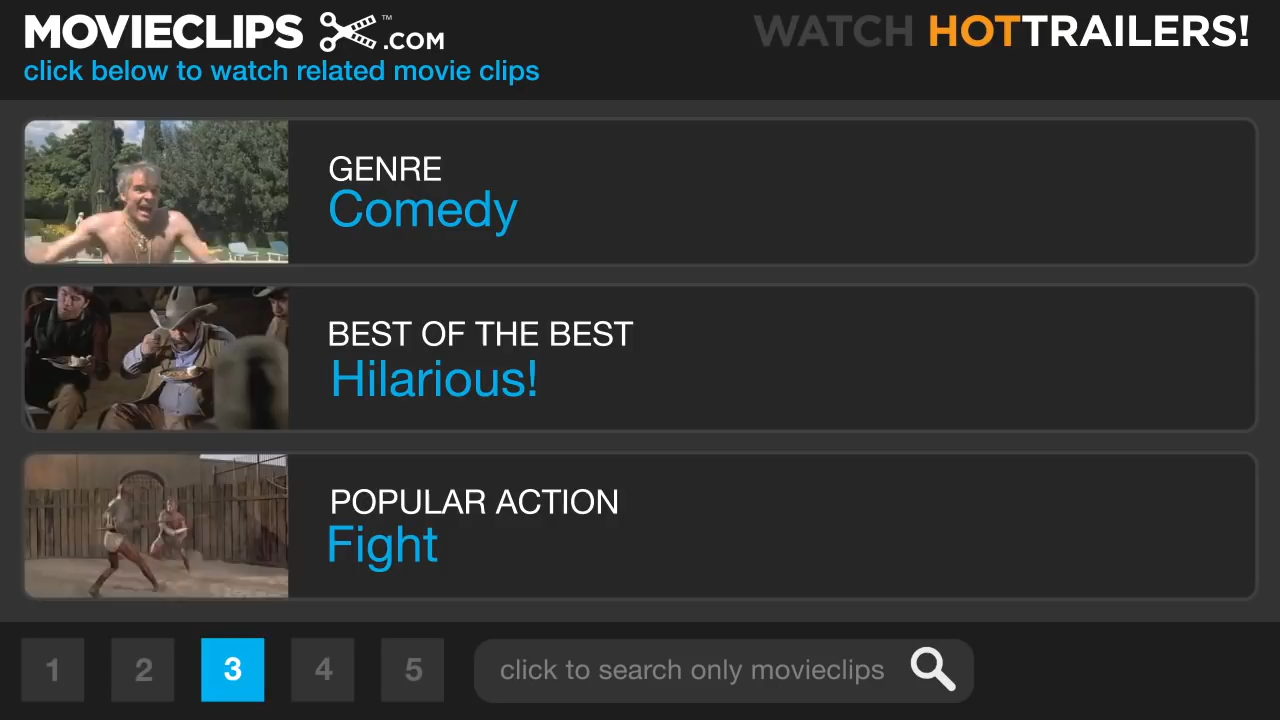 MOVIECLIPS ™ .COM
WATCH HOTTRAILERS!
click below to watch related movie clips
GENRE
Comedy
BEST OF THE BEST
Hilarious!
POPULAR ACTION
Fight
1 2 3 4 5
click to search only movieclips